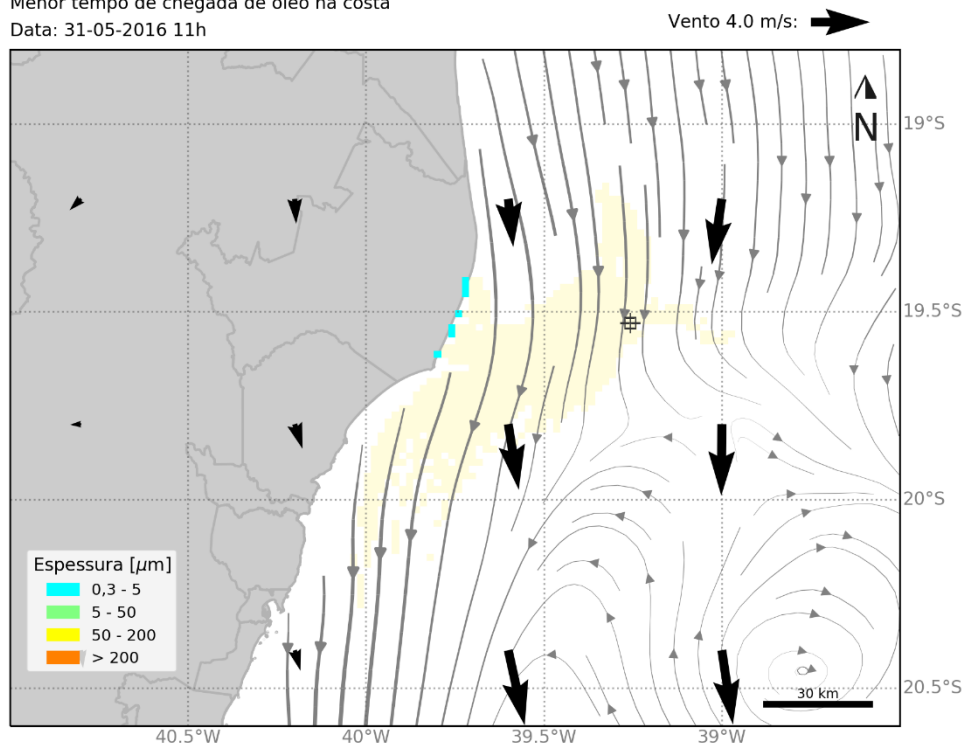 Menor tempo de chegada de óleo na costa
Data: 31-05-2016 11h
Vento 4.0 m/s:
N
19°S
19.5°S
20°S
20.5°S
Espessura [μm]
0,3 - 5
5 - 50
50 - 200
> 200
30 km
40.5°W
40°W
39.5°W
39°W